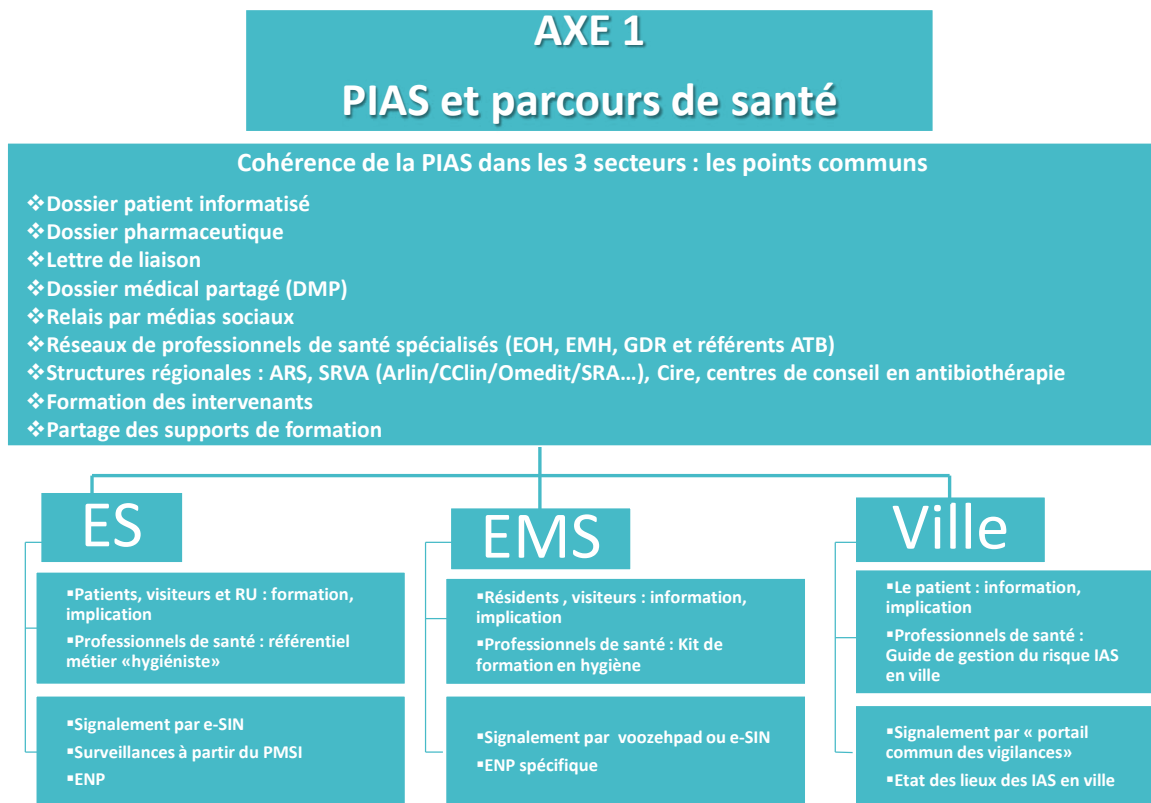 AXE 1
PIAS et parcours de santé
Cohérence de la PIAS dans les 3 secteurs : les points communs
❖Dossier patient informatisé
❖Dossier pharmaceutique
❖Lettre de liaison
❖Dossier médical partagé (DMP)
❖Relais par médias sociaux
❖Réseaux de professionnels de santé spécialisés (EOH, EMH, GDR et référents ATB)
❖Structures régionales : ARS, SRVA (Arlin/CClin/Omedit/SRA…), Cire, centres de conseil en antibiothérapie
❖Formation des intervenants
❖Partage des supports de formation
ES
▪Patients, visiteurs et RU : formation,
implication
▪Professionnels de santé : référentiel
métier «hygiéniste»
▪Signalement par e-SIN
▪Surveillances à partir du PMSI
▪ENP
EMS
▪Résidents , visiteurs : information,
implication
▪Professionnels de santé : Kit de
formation en hygiène
▪Signalement par voozehpad ou e-SIN
▪ENP spécifique
Ville
▪Le patient : information,
implication
▪Professionnels de santé :
Guide de gestion du risque IAS
en ville
▪Signalement par « portail
commun des vigilances»
▪Etat des lieux des IAS en ville